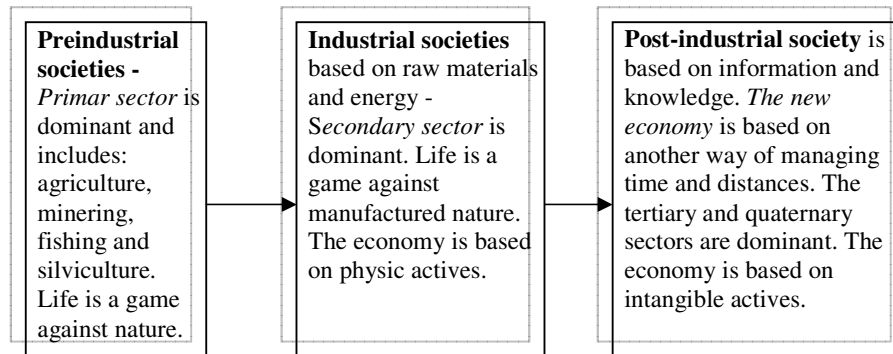 Preindustrial
societies -
Primar sector is
dominant and
includes:
agriculture,
minering,
fishing and
silviculture.
Life is a game
against nature.
Industrial societies
based on raw materials
and energy -
Secondary sector is
dominant. Life is a
game against
manufactured nature.
The economy is based
on physic actives.
Post-industrial society is
based on information and
knowledge. The new
economy is based on
another way of managing
time and distances. The
tertiary and quaternary
sectors are dominant. The
economy is based on
intangible actives.